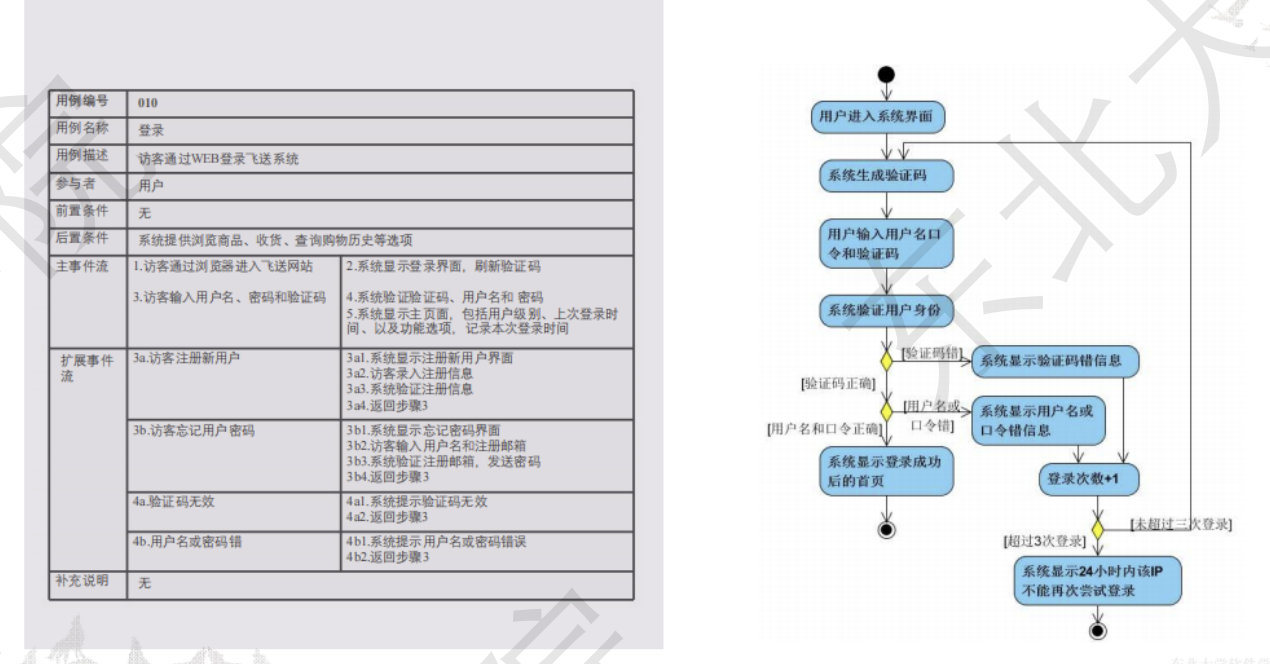 用例编号 010
用例名称 登录
用例描述 访客通过WEB登录飞送系统
参与者 用户
前置条件 无
后置条件 系统提供浏览商品、收货、查询购物历史等选项
主事件流
1.访客通过浏览器进入飞送网站
2.系统显示登录界面，刷新验证码
3.访客输入用户名、密码和验证码
4.系统验证验证码、用户名和 密码
5.系统显示主页面，包括用户级别、上次登录时
间、以及功能选项，记录本次登录时间
扩展事件
流
3a.访客注册新用户
3a1.系统显示注册新用户界面
3a2.访客录入注册信息
3a3.系统验证注册信息
3a4.返回步骤3
3b.访客忘记用户密码
3b1.系统显示忘记密码界面
3b2.访客输入用户名和注册邮箱
3b3.系统验证注册邮箱，发送密码
3b4.返回步骤3
4a.验证码无效
4a1.系统提示验证码无效
4a2.返回步骤3
4b.用户名或密码错
4b1.系统提示用户名或密码错误
4b2.返回步骤3
补充说明 无
用户进入系统界面
系统生成验证码
用户输入用户名口
令和验证码
系统验证用户身份
[验证码错]
系统显示验证码错信息
[验证码正确]
[用户名或
口令错]
系统显示用户名或
口令错信息
[用户名和口令正确]
系统显示登录成功
后的首页
登录次数+1
[未超过三次登录]
[超过3次登录]
系统显示24小时内该IP
不能再次尝试登录
院
东北大